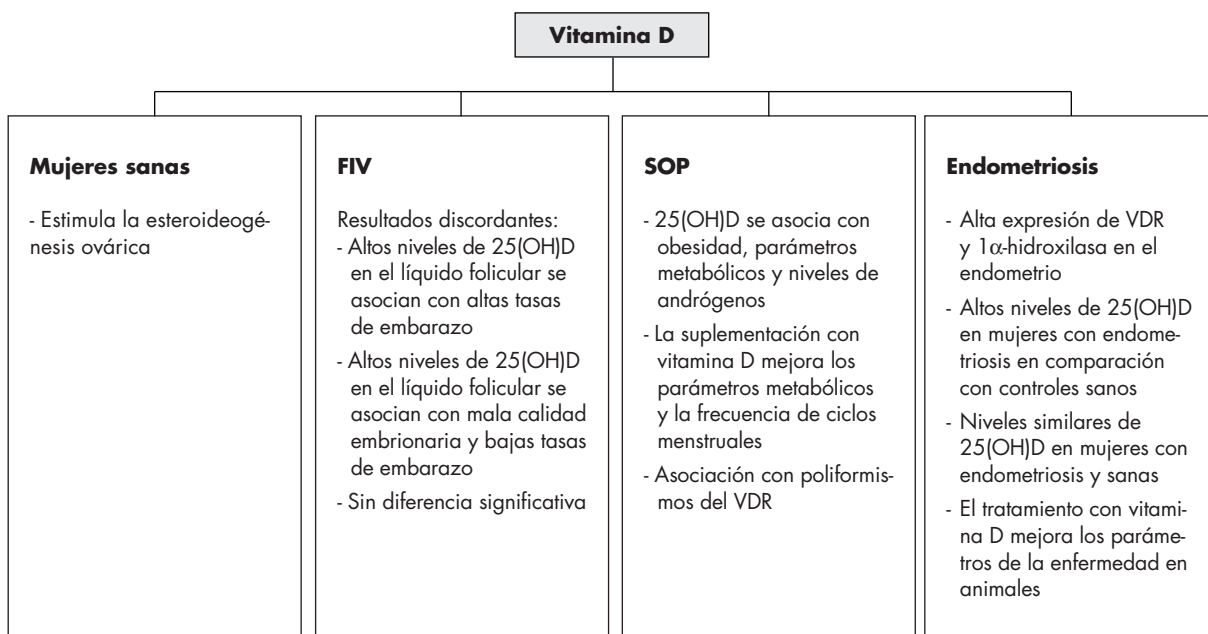 Vitamina D
Mujeres sanas
- Estimula la esteroideogé-
nesis ovárica
FIV
Resultados discordantes:
- Altos niveles de 25(OH)D
en el líquido folicular se
asocian con altas tasas
de embarazo
- Altos niveles de 25(OH)D
en el líquido folicular se
asocian con mala calidad
embrionaria y bajas tasas
de embarazo
- Sin diferencia significativa
SOP
- 25(OH)D se asocia con
obesidad, parámetros
metabólicos y niveles de
andrógenos
- La suplementación con
vitamina D mejora los
parámetros metabólicos
y la frecuencia de ciclos
menstruales
- Asociación con poliformis-
mos del VDR
Endometriosis
- Alta expresión de VDR
y 1α-hidroxilasa en el
endometrio
- Altos niveles de 25(OH)D
en mujeres con endome-
triosis en comparación
con controles sanos
- Niveles similares de
25(OH)D en mujeres con
endometriosis y sanas
- El tratamiento con vitami-
na D mejora los paráme-
tros de la enfermedad en
animales